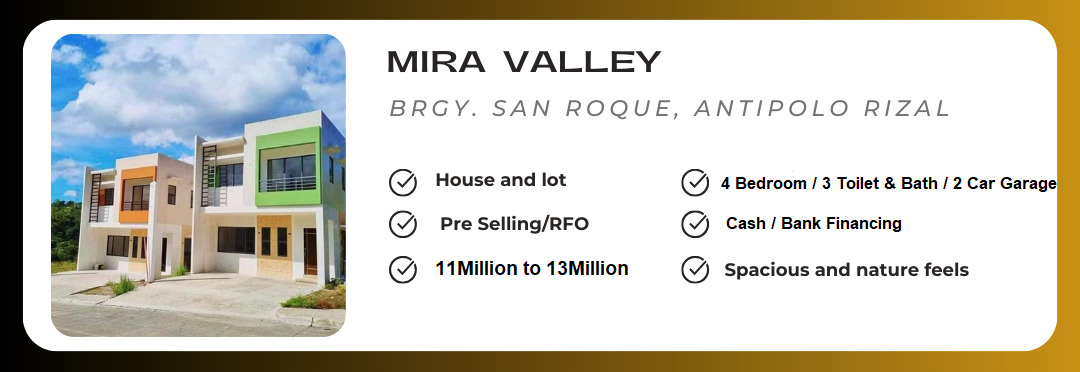 MIRA VALLEY
BRGY. SAN ROQUE, ANTIPOLO RIZAL
House and lot
Pre Selling/RFO
11Million to 13Million
4 Bedroom / 3 Toilet & Bath / 2 Car Garage
Cash / Bank Financing
Spacious and nature feels